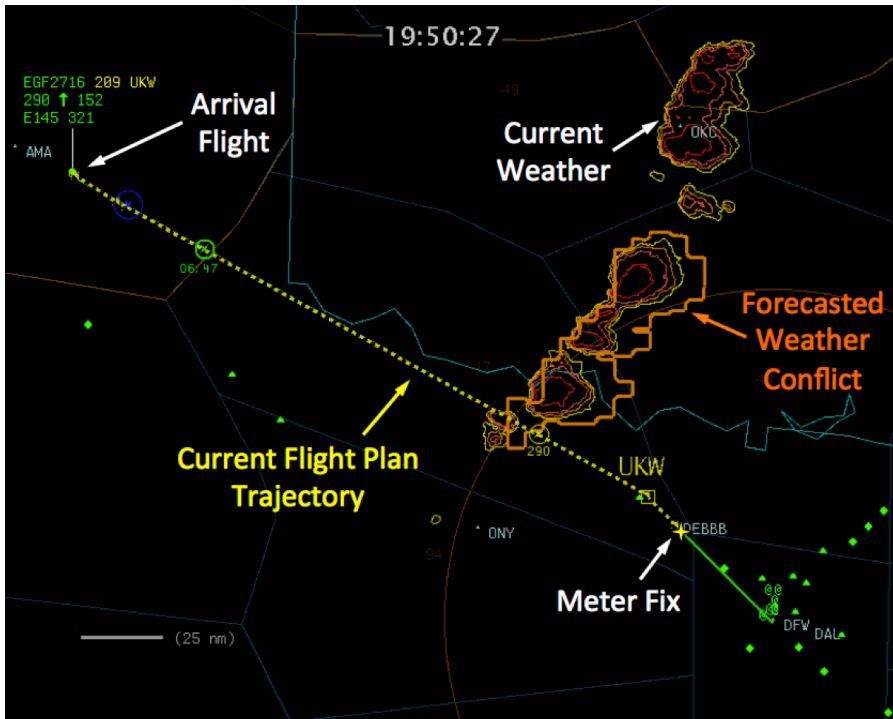 19:50:27
EGF2716 209 UKW
290 ↑ 152
E145 321
AMA
Arrival
Flight
49
Current
Weather
OKC
06:47
Forecasted
Weather
Conflict
47
290
Current Flight Plan
Trajectory
UKW
ONY
DEBBB
94
Meter Fix
(25 nm)
DFW
DAL